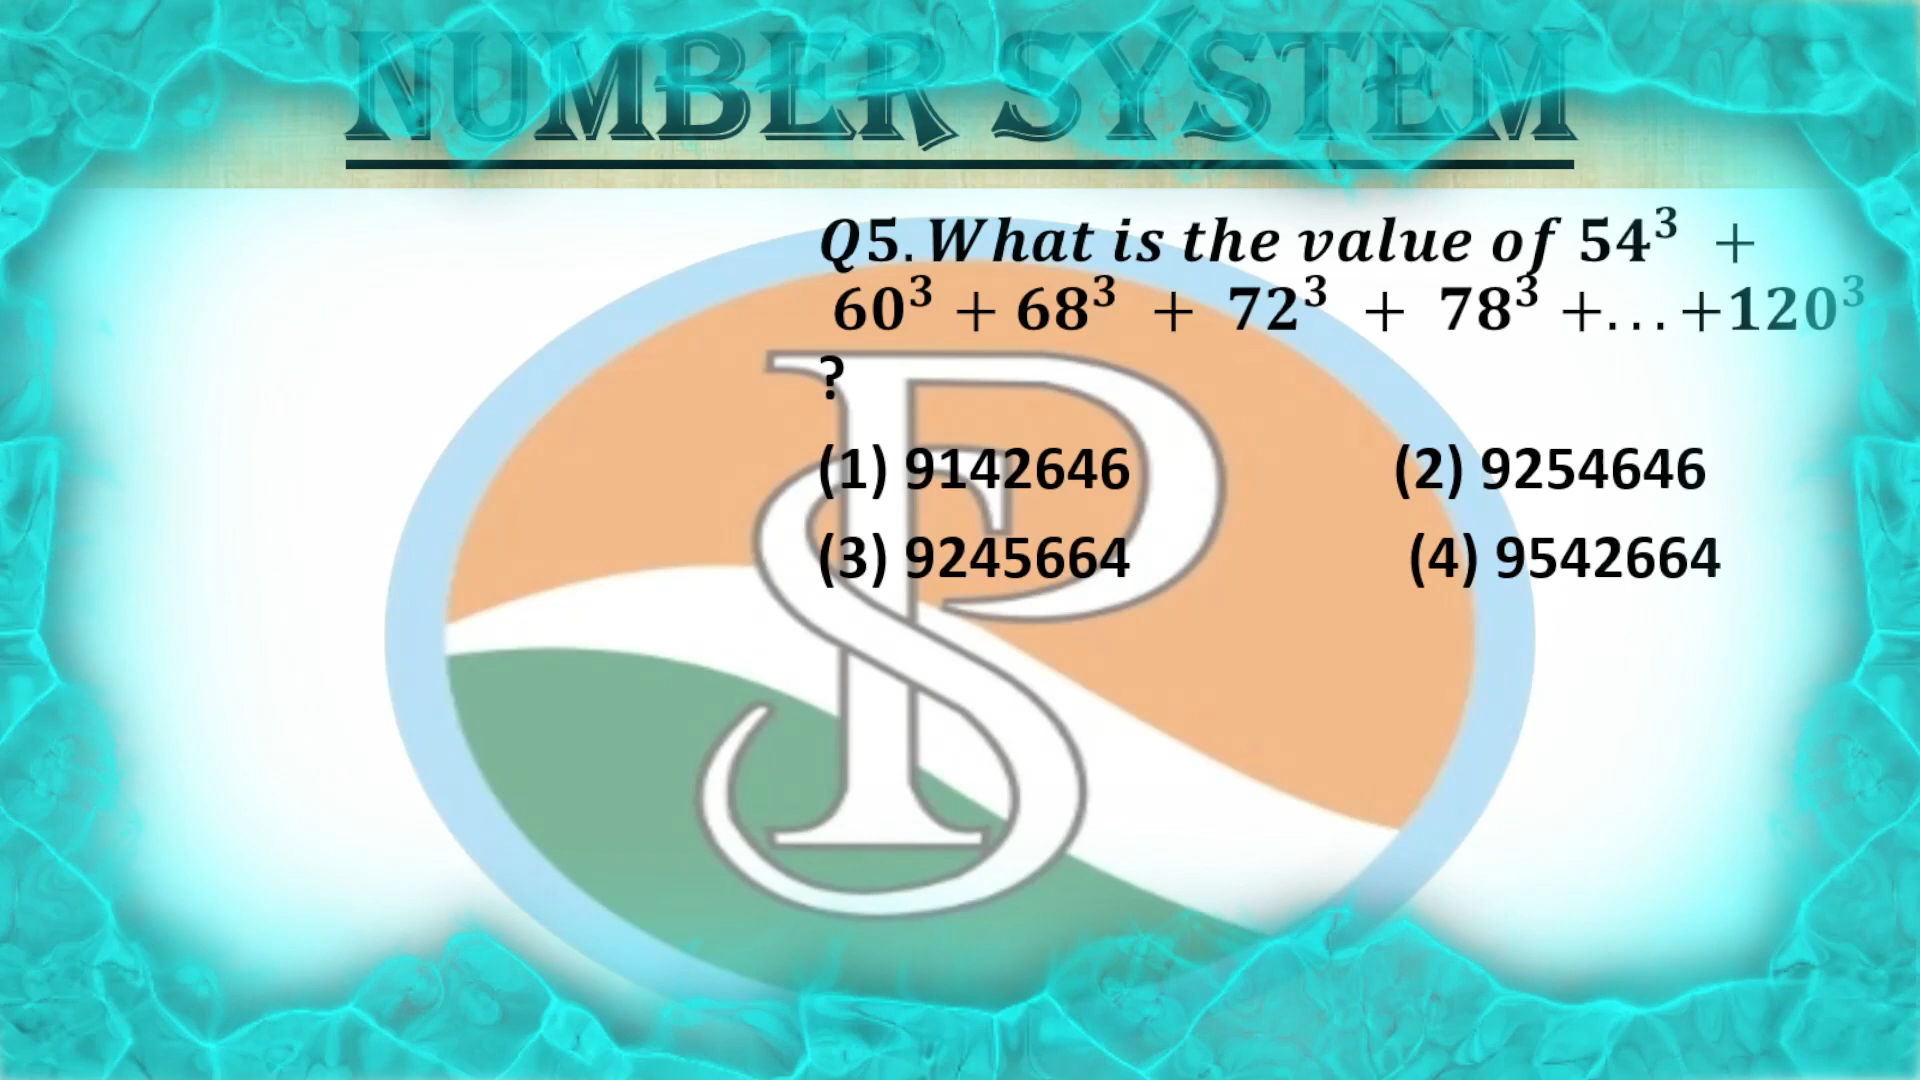 NUMBER SYSTEM
Q5. What is the value of 54³ +
60³ + 68³ + 72³ + 78³ +...+120³
?
(1) 9142646 (2) 9254646
(3) 9245664 (4) 9542664